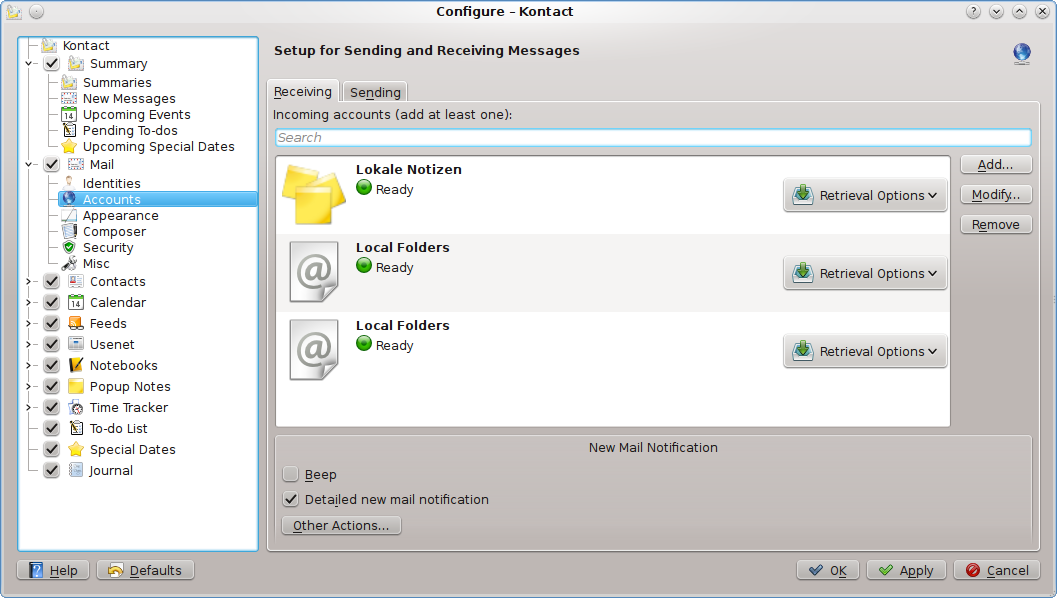 Configure – Kontact
Kontact
Summary
Summaries
New Messages
14 Upcoming Events
Pending To-dos
Upcoming Special Dates
Mail
Identities
Accounts
Appearance
Composer
Security
Misc
Contacts
14 Calendar
Feeds
Usenet
Notebooks
Popup Notes
Time Tracker
To-do List
Special Dates
Journal
Setup for Sending and Receiving Messages
Receiving Sending
Incoming accounts (add at least one):
Search
Lokale Notizen
Ready
Retrieval Options
Local Folders
Ready
Retrieval Options
Local Folders
Ready
Retrieval Options
Add...
Modify...
Remove
New Mail Notification
Beep
Detailed new mail notification
Other Actions...
Help Defaults OK Apply Cancel